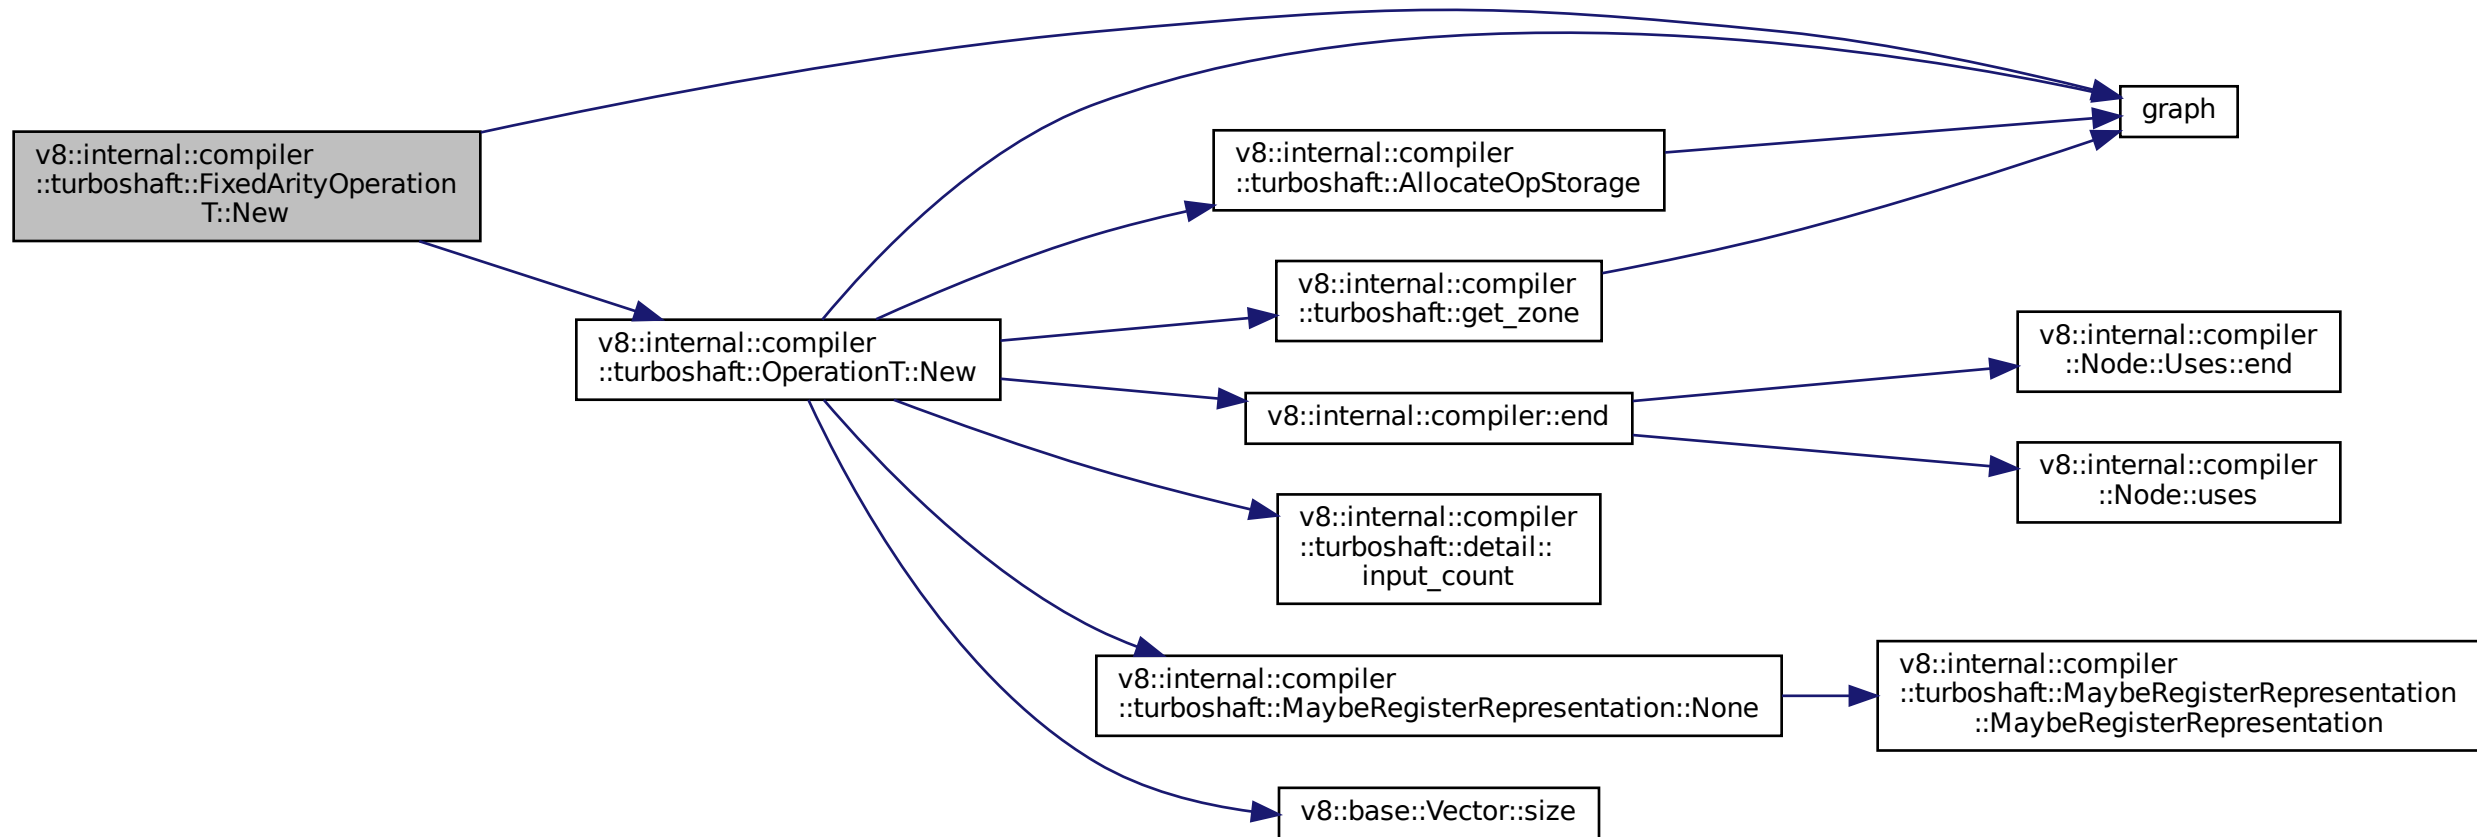 v8::internal::compiler
::turboshaft::FixedArityOperation
T::New
graph
v8::internal::compiler
::turboshaft::OperationT::New
v8::internal::compiler
::turboshaft::AllocateOpStorage
v8::internal::compiler
::turboshaft::get_zone
v8::internal::compiler::end
v8::internal::compiler
::Node::Uses::end
v8::internal::compiler
::Node::uses
v8::internal::compiler
::turboshaft::detail::
input_count
v8::internal::compiler
::turboshaft::MaybeRegisterRepresentation::None
v8::internal::compiler
::turboshaft::MaybeRegisterRepresentation
::MaybeRegisterRepresentation
v8::base::Vector::size